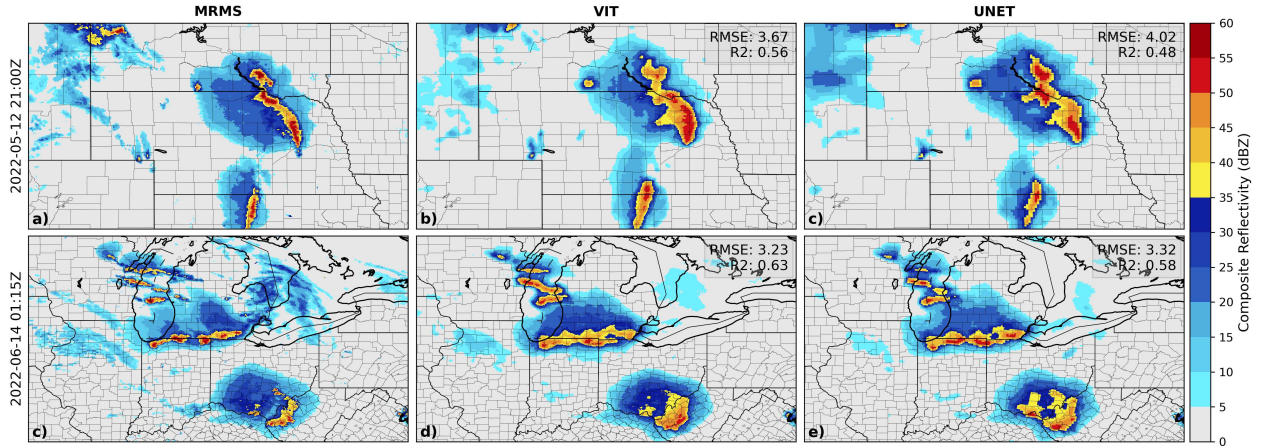 MRMS
VIT
UNET
2022-05-12 21:00Z
a)
RMSE: 3.67
R2: 0.56
b)
RMSE: 4.02
R2: 0.48
c)
2022-06-14 01:15Z
c)
RMSE: 3.23
R2: 0.63
d)
RMSE: 3.32
R2: 0.58
e)
60
55
50
45
40
35
30
25
20
15
10
5
0
Composite Reflectivity (dBZ)